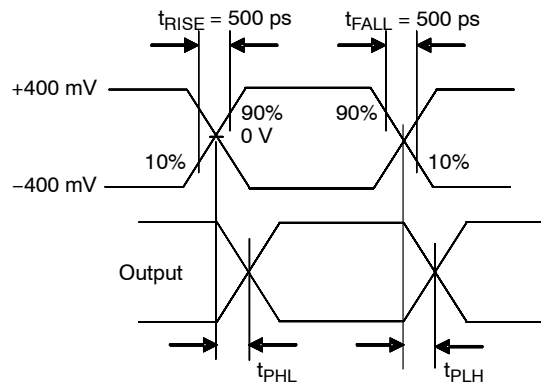 tRISE = 500 ps
tFALL = 500 ps
+400 mV
90%
0 V
90%
10%
10%
−400 mV
Output
tPHL
tPLH